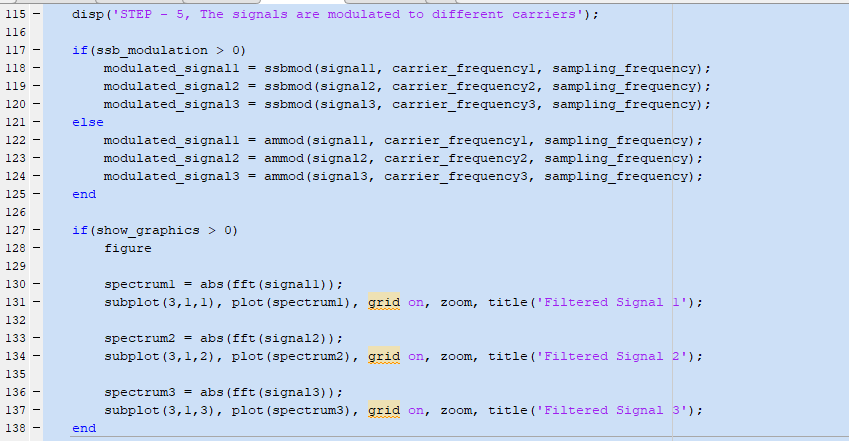 115 – disp('STEP - 5, The signals are modulated to different carriers');
116
117 – if(ssb_modulation > 0)
118 – modulated_signal1 = ssbmod(signal1, carrier_frequency1, sampling_frequency);
119 – modulated_signal2 = ssbmod(signal2, carrier_frequency2, sampling_frequency);
120 – modulated_signal3 = ssbmod(signal3, carrier_frequency3, sampling_frequency);
121 – else
122 – modulated_signal1 = ammod(signal1, carrier_frequency1, sampling_frequency);
123 – modulated_signal2 = ammod(signal2, carrier_frequency2, sampling_frequency);
124 – modulated_signal3 = ammod(signal3, carrier_frequency3, sampling_frequency);
125 – end
126
127 – if(show_graphics > 0)
128 – figure
129
130 – spectrum1 = abs(fft(signal1));
131 – subplot(3,1,1), plot(spectrum1), grid on, zoom, title('Filtered Signal 1');
132
133 – spectrum2 = abs(fft(signal2));
134 – subplot(3,1,2), plot(spectrum2), grid on, zoom, title('Filtered Signal 2');
135
136 – spectrum3 = abs(fft(signal3));
137 – subplot(3,1,3), plot(spectrum3), grid on, zoom, title('Filtered Signal 3');
138 – end